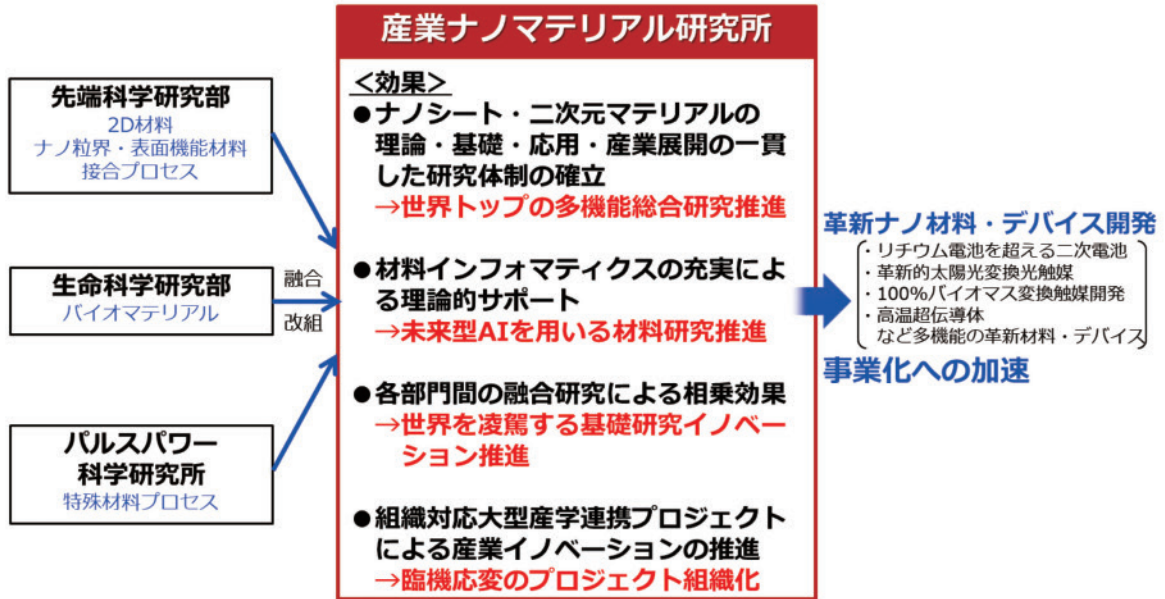 産業ナノマテリアル研究所
先端科学研究部
2D材料
ナノ粒界・表面機能材料
接合プロセス
生命科学研究部
バイオマテリアル
パルスパワー
科学研究所
特殊材料プロセス
融合
改組
＜効果＞
●ナノシート・二次元マテリアルの
理論・基礎・応用・産業展開の一貫
した研究体制の確立
→世界トップの多機能総合研究推進
●材料インフォマティクスの充実によ
る理論的サポート
→未来型AIを用いる材料研究推進
●各部門間の融合研究による相乗効果
→世界を凌駕する基礎研究イノベー
ション推進
●組織対応大型産学連携プロジェクト
による産業イノベーションの推進
→臨機応変のプロジェクト組織化
革新ナノ材料・デバイス開発
・リチウム電池を超える二次電池
・革新的太陽光変換光触媒
・100%バイオマス変換触媒開発
・高温超伝導体
など多機能の革新材料・デバイス
事業化への加速